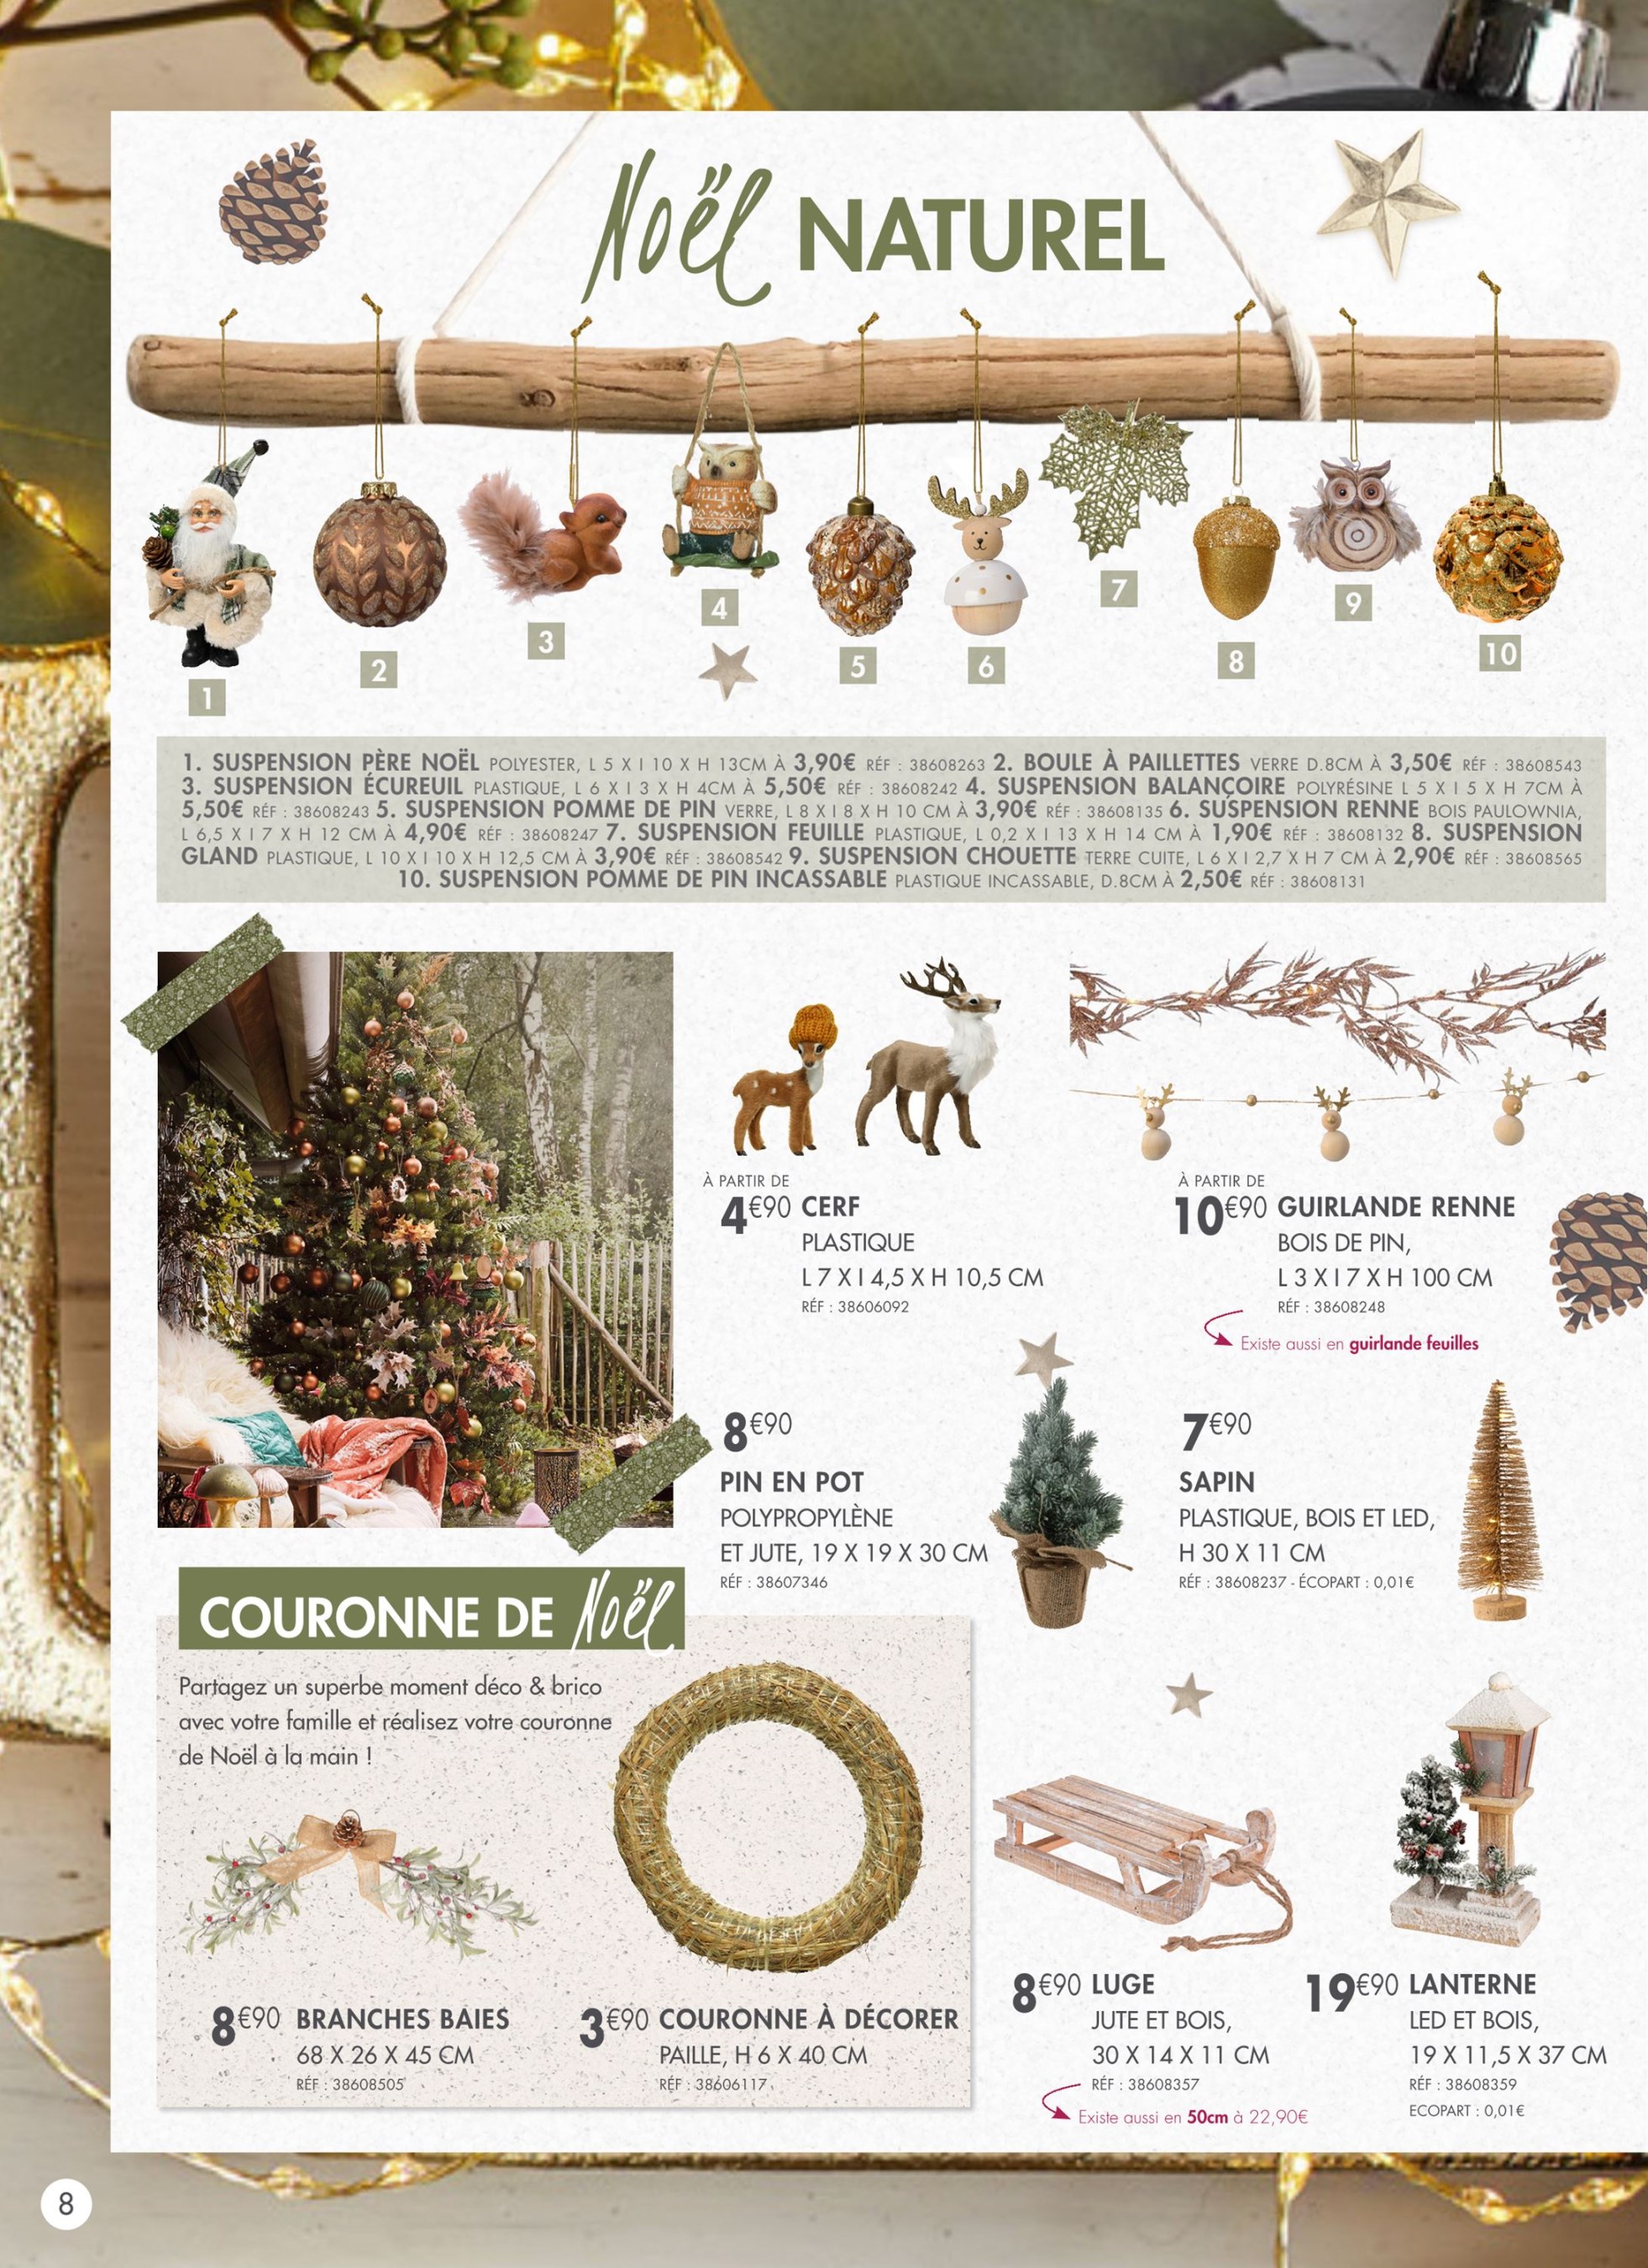 Noël NATUREL
1
2
3
4
5
6
7
8
9
10
1. SUSPENSION PÈRE NOËL POLYESTER, L 5 X l 10 X H 13CM À 3,90€ RÉF : 38608263 2. BOULE À PAILLETTES VERRE D.8CM À 3,50€ RÉF : 38608543
3. SUSPENSION ÉCUREUIL PLASTIQUE, L 6 X l 3 X H 4CM À 5,50€ RÉF : 38608242 4. SUSPENSION BALANÇOIRE POLYRÉSINE L 5 X l 5 X H 7CM À
5,50€ RÉF : 38608243 5. SUSPENSION POMME DE PIN VERRE, L 8 X l 8 X H 10 CM À 3,90€ RÉF : 38608135 6. SUSPENSION RENNE BOIS PAULOWNIA,
L 6,5 X l 7 X H 12 CM À 4,90€ RÉF : 38608247 7. SUSPENSION FEUILLE PLASTIQUE, L 0,2 X l 13 X H 14 CM À 1,90€ RÉF : 38608132 8. SUSPENSION
GLAND PLASTIQUE, L 10 X l 10 X H 12,5 CM À 3,90€ RÉF : 38608542 9. SUSPENSION CHOUETTE TERRE CUITE, L 6 X l 2,7 X H 7 CM À 2,90€ RÉF : 38608565
10. SUSPENSION POMME DE PIN INCASSABLE PLASTIQUE INCASSABLE, D.8CM À 2,50€ RÉF : 38608131
À PARTIR DE
4€90 CERF
PLASTIQUE
L 7 X l 4,5 X H 10,5 CM
RÉF : 38606092
À PARTIR DE
10€90 GUIRLANDE RENNE
BOIS DE PIN,
L 3 X l 7 X H 100 CM
RÉF : 38608248
Existe aussi en guirlande feuilles
8€90
PIN EN POT
POLYPROPYLÈNE
ET JUTE, 19 X 19 X 30 CM
RÉF : 38607346
7€90
SAPIN
PLASTIQUE, BOIS ET LED,
H 30 X 11 CM
RÉF : 38608237 - ÉCOPART : 0,01€
COURONNE DE Noël
Partagez un superbe moment déco & brico
avec votre famille et réalisez votre couronne
de Noël à la main !
8€90 BRANCHES BAIES
68 X 26 X 45 CM
RÉF : 38608505
3€90 COURONNE À DÉCORER
PAILLE, H 6 X 40 CM
RÉF : 38606117
8€90 LUGE
JUTE ET BOIS,
30 X 14 X 11 CM
RÉF : 38608357
Existe aussi en 50cm à 22,90€
19€90 LANTERNE
LED ET BOIS,
19 X 11,5 X 37 CM
RÉF : 38608359
ECOPART : 0,01€
8